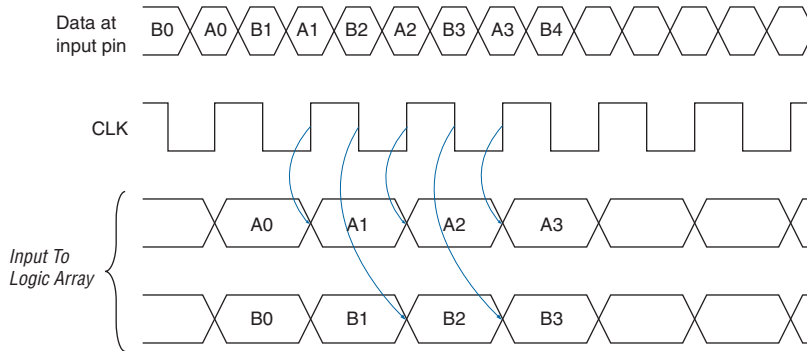 Data at
input pin
B0 A0 B1 A1 B2 A2 B3 A3 B4
CLK
Input To
Logic Array
A0 A1 A2 A3
B0 B1 B2 B3